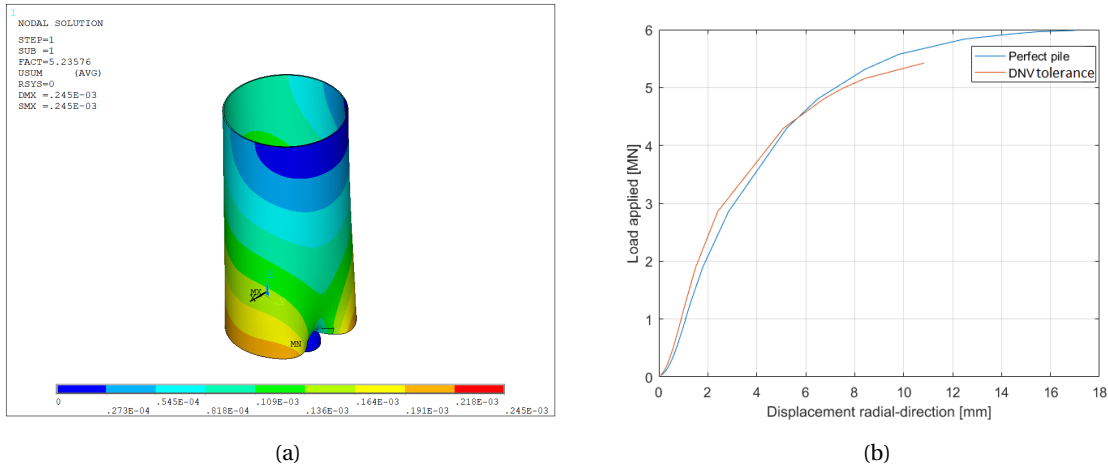 1
NODAL SOLUTION
STEP=1
SUB =1
FACT=5.23576
USUM (AVG)
RSYS=0
DMX =.245E-03
SMX =.245E-03
MX
X
MN
0 .545E-04 .109E-03 .164E-03 .218E-03
.273E-04 .818E-04 .136E-03 .191E-03 .245E-03
(a)
6
5
4
3
2
1
0
Load applied [MN]
Perfect pile
DNV tolerance
0 2 4 6 8 10 12 14 16 18
Displacement radial-direction [mm]
(b)